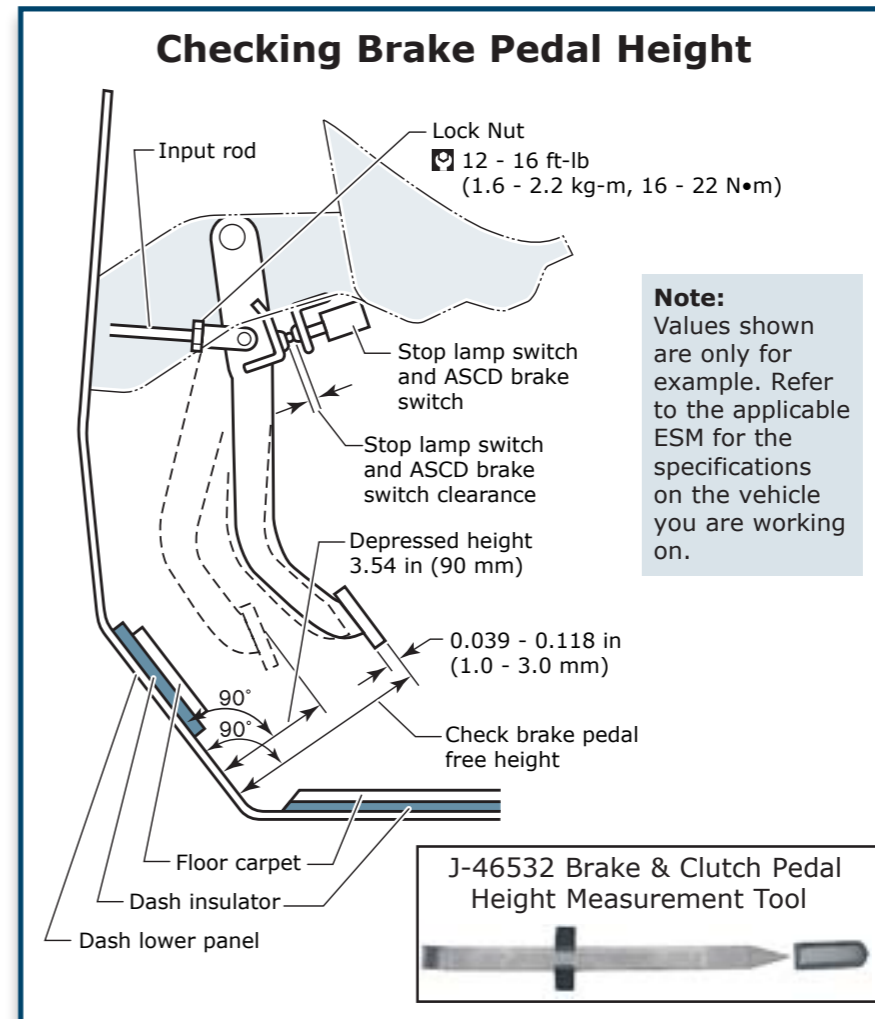 Checking Brake Pedal Height
Input rod
Lock Nut
12 - 16 ft-lb
(1.6 - 2.2 kg-m, 16 - 22 N•m)
Note:
Values shown
are only for
example. Refer
to the applicable
ESM for the
specifications
on the vehicle
you are working
on.
Stop lamp switch
and ASCD brake
switch
Stop lamp switch
and ASCD brake
switch clearance
Depressed height
3.54 in (90 mm)
0.039 - 0.118 in
(1.0 - 3.0 mm)
90°
90°
Check brake pedal
free height
Floor carpet
Dash insulator
Dash lower panel
J-46532 Brake & Clutch Pedal
Height Measurement Tool